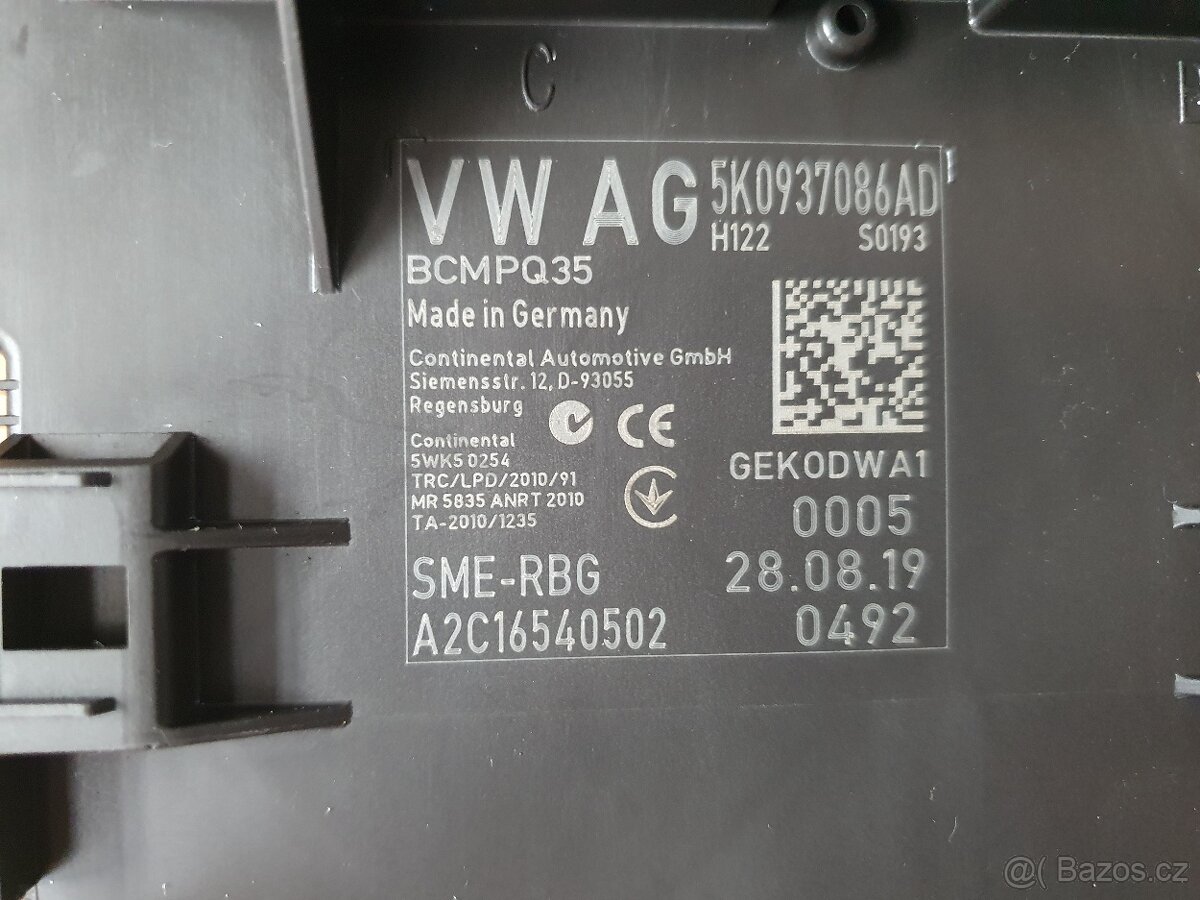 C
VW AG 5K0937086AD
H122 S0193
BCMPQ35
Made in Germany
Continental Automotive GmbH
Siemensstr. 12, D-93055
Regensburg
CE
Continental
5WK5 0254
TRC/LPD/2010/91
MR 5835 ANRT 2010
TA-2010/1235
GEK0DWA1
0005
SME-RBG 28.08.19
A2C16540502 0492
@( Bazos.cz